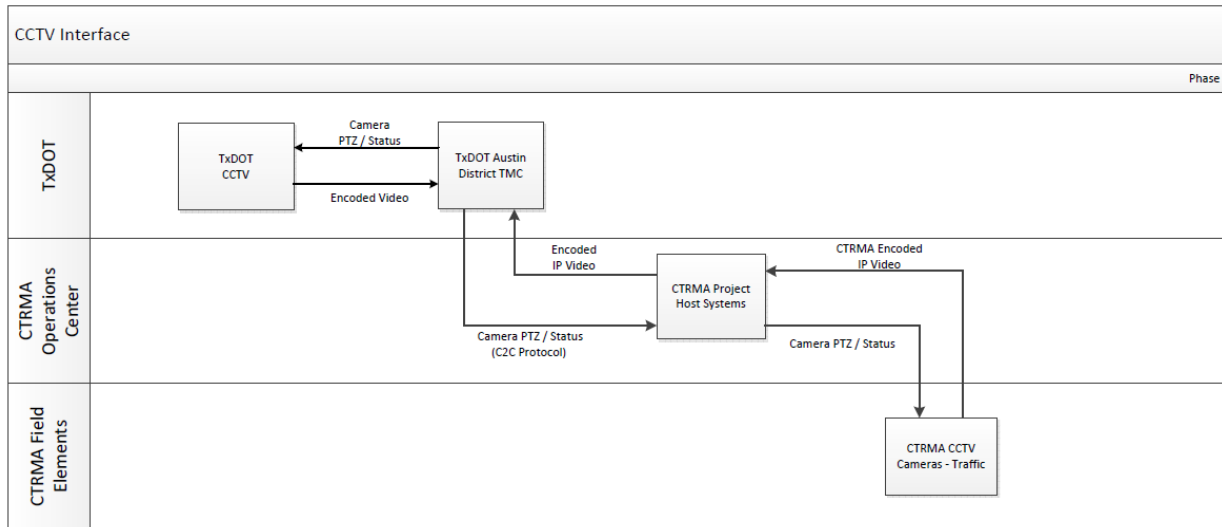 CCTV Interface
Phase
TxDOT
TxDOT
CCTV
Camera
PTZ / Status
Encoded Video
TxDOT Austin
District TMC
CTRMA
Operations
Center
Encoded
IP Video
Camera PTZ / Status
(C2C Protocol)
CTRMA Project
Host Systems
CTRMA Encoded
IP Video
Camera PTZ / Status
CTRMA Field
Elements
CTRMA CCTV
Cameras - Traffic